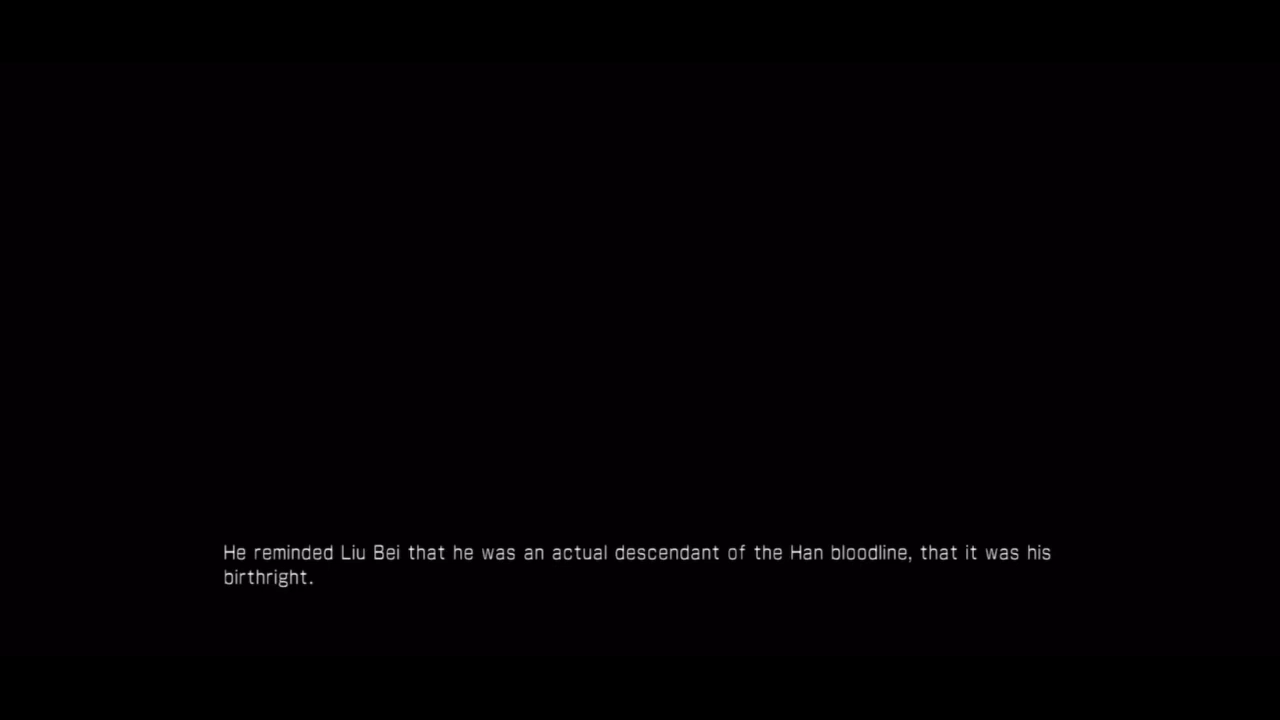 He reminded Liu Bei that he was an actual descendant of the Han bloodline, that it was his
birthright.